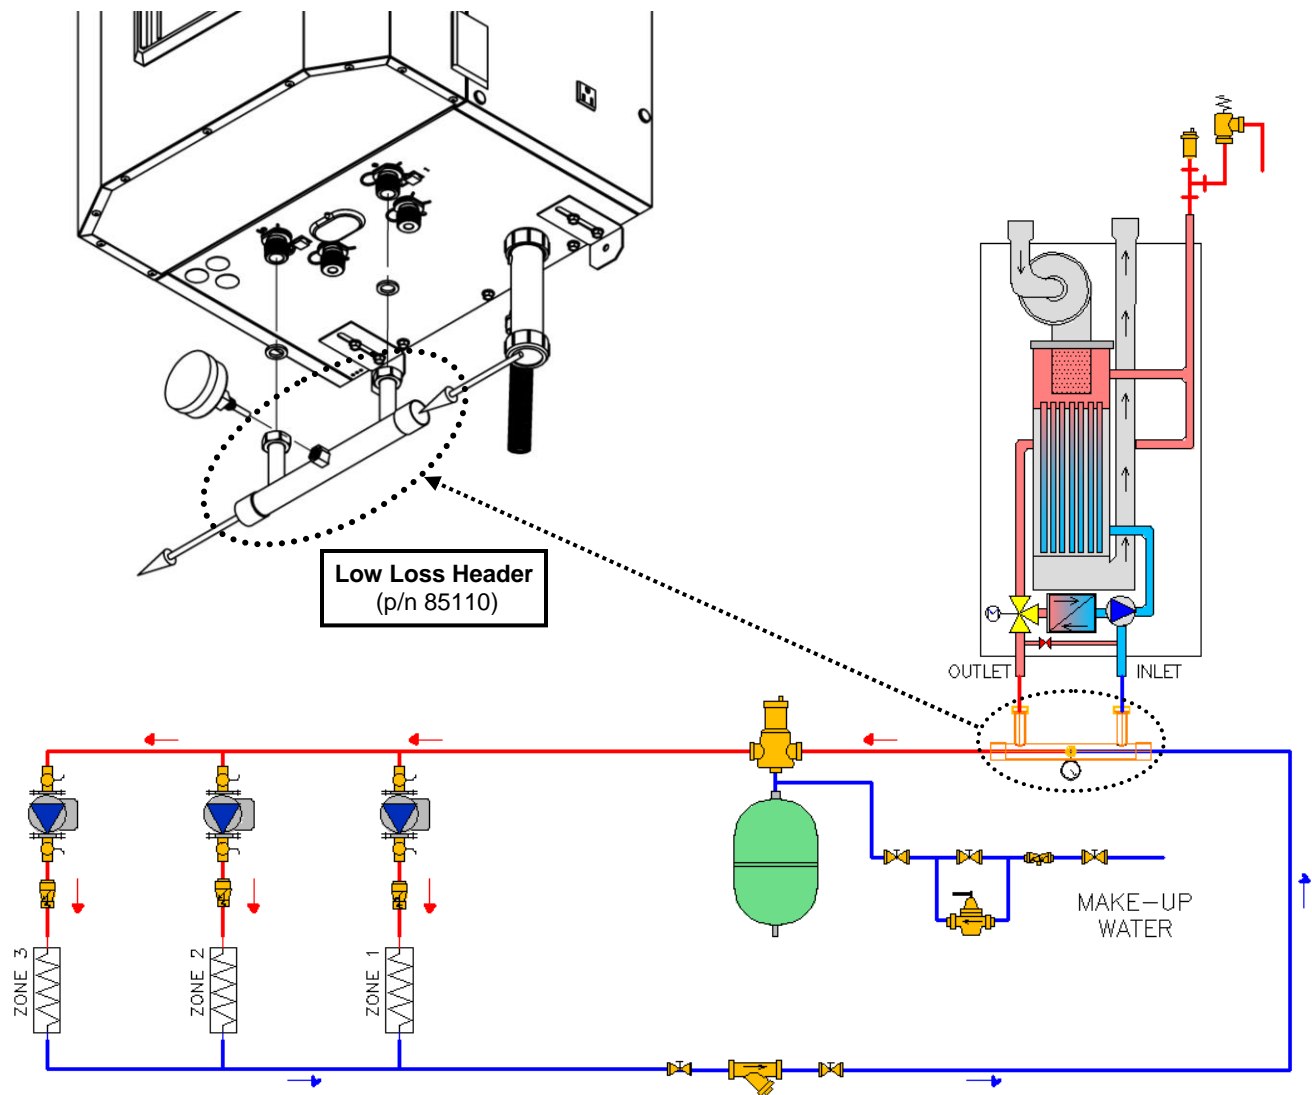 Low Loss Header
(p/n 85110)
OUTLET
INLET
MAKE-UP
WATER
ZONE 3
ZONE 2
ZONE 1